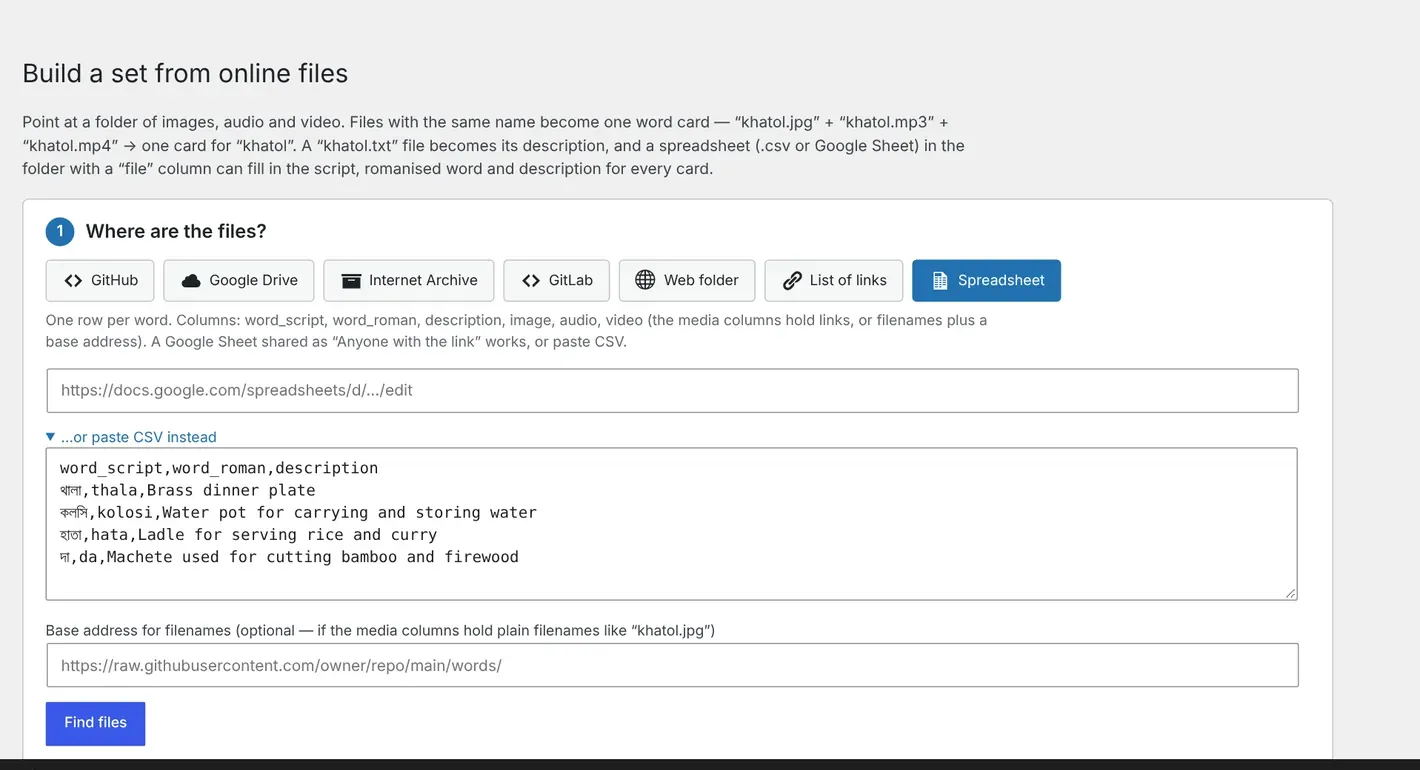 Build a set from online files
Point at a folder of images, audio and video. Files with the same name become one word card — “khatol.jpg” + “khatol.mp3” +
“khatol.mp4” → one card for “khatol”. A “khatol.txt” file becomes its description, and a spreadsheet (.csv or Google Sheet) in the
folder with a “file” column can fill in the script, romanised word and description for every card.
1 Where are the files?
GitHub Google Drive Internet Archive GitLab Web folder List of links Spreadsheet
One row per word. Columns: word_script, word_roman, description, image, audio, video (the media columns hold links, or filenames plus a
base address). A Google Sheet shared as “Anyone with the link” works, or paste CSV.
https://docs.google.com/spreadsheets/d/.../edit
▼ ...or paste CSV instead
word_script,word_roman,description
থালা,thala,Brass dinner plate
কলসি,kolosi,Water pot for carrying and storing water
হাতা,hata,Ladle for serving rice and curry
দা,da,Machete used for cutting bamboo and firewood
Base address for filenames (optional — if the media columns hold plain filenames like “khatol.jpg”)
https://raw.githubusercontent.com/owner/repo/main/words/
Find files